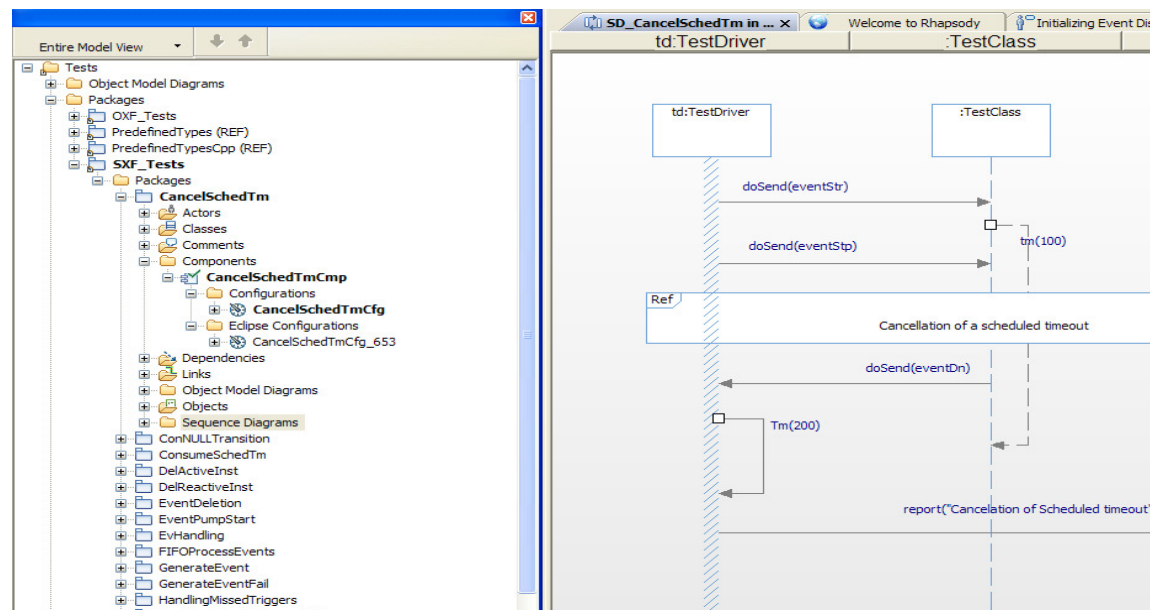 Entire Model View
Tests
Object Model Diagrams
Packages
OXF_Tests
PredefinedTypes (REF)
PredefinedTypesCpp (REF)
SXF_Tests
Packages
CancelSchedTm
Actors
Classes
Comments
Components
CancelSchedTmCmp
Configurations
CancelSchedTmCfg
Eclipse Configurations
CancelSchedTmCfg_653
Dependencies
Links
Object Model Diagrams
Objects
Sequence Diagrams
ConNULLTransition
ConsumeSchedTm
DelActiveInst
DelReactiveInst
EventDeletion
EventPumpStart
EvHandling
FIFOProcessEvents
GenerateEvent
GenerateEventFail
HandlingMissedTriggers
SD_CancelSchedTm in ... Welcome to Rhapsody Initializing Event Dis
td:TestDriver :TestClass
td:TestDriver :TestClass
doSend(eventStr)
tm(100)
doSend(eventStp)
Ref
Cancellation of a scheduled timeout
doSend(eventDn)
Tm(200)
report("Cancelation of Scheduled timeout"